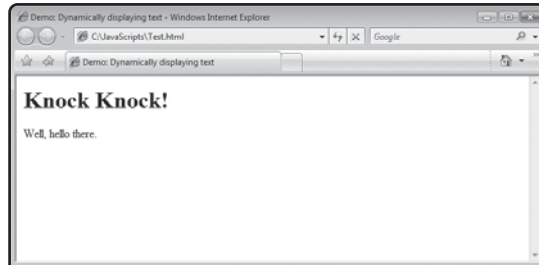 Demo: Dynamically displaying text - Windows Internet Explorer
C:\JavaScripts\Test.html
Google
Demo: Dynamically displaying text
Knock Knock!
Well, hello there.